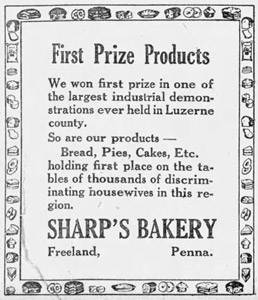 First Prize Products
We won first prize in one of
the largest industrial demon-
strations ever held in Luzerne
county.
So are our products —
Bread, Pies, Cakes, Etc.
holding first place on the ta-
bles of thousands of discrim-
inating housewives in this re-
gion.
SHARP'S BAKERY
Freeland, Penna.